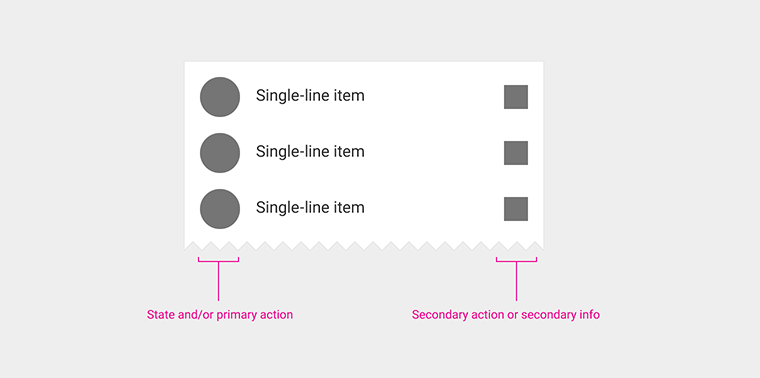 Single-line item
Single-line item
Single-line item
State and/or primary action
Secondary action or secondary info